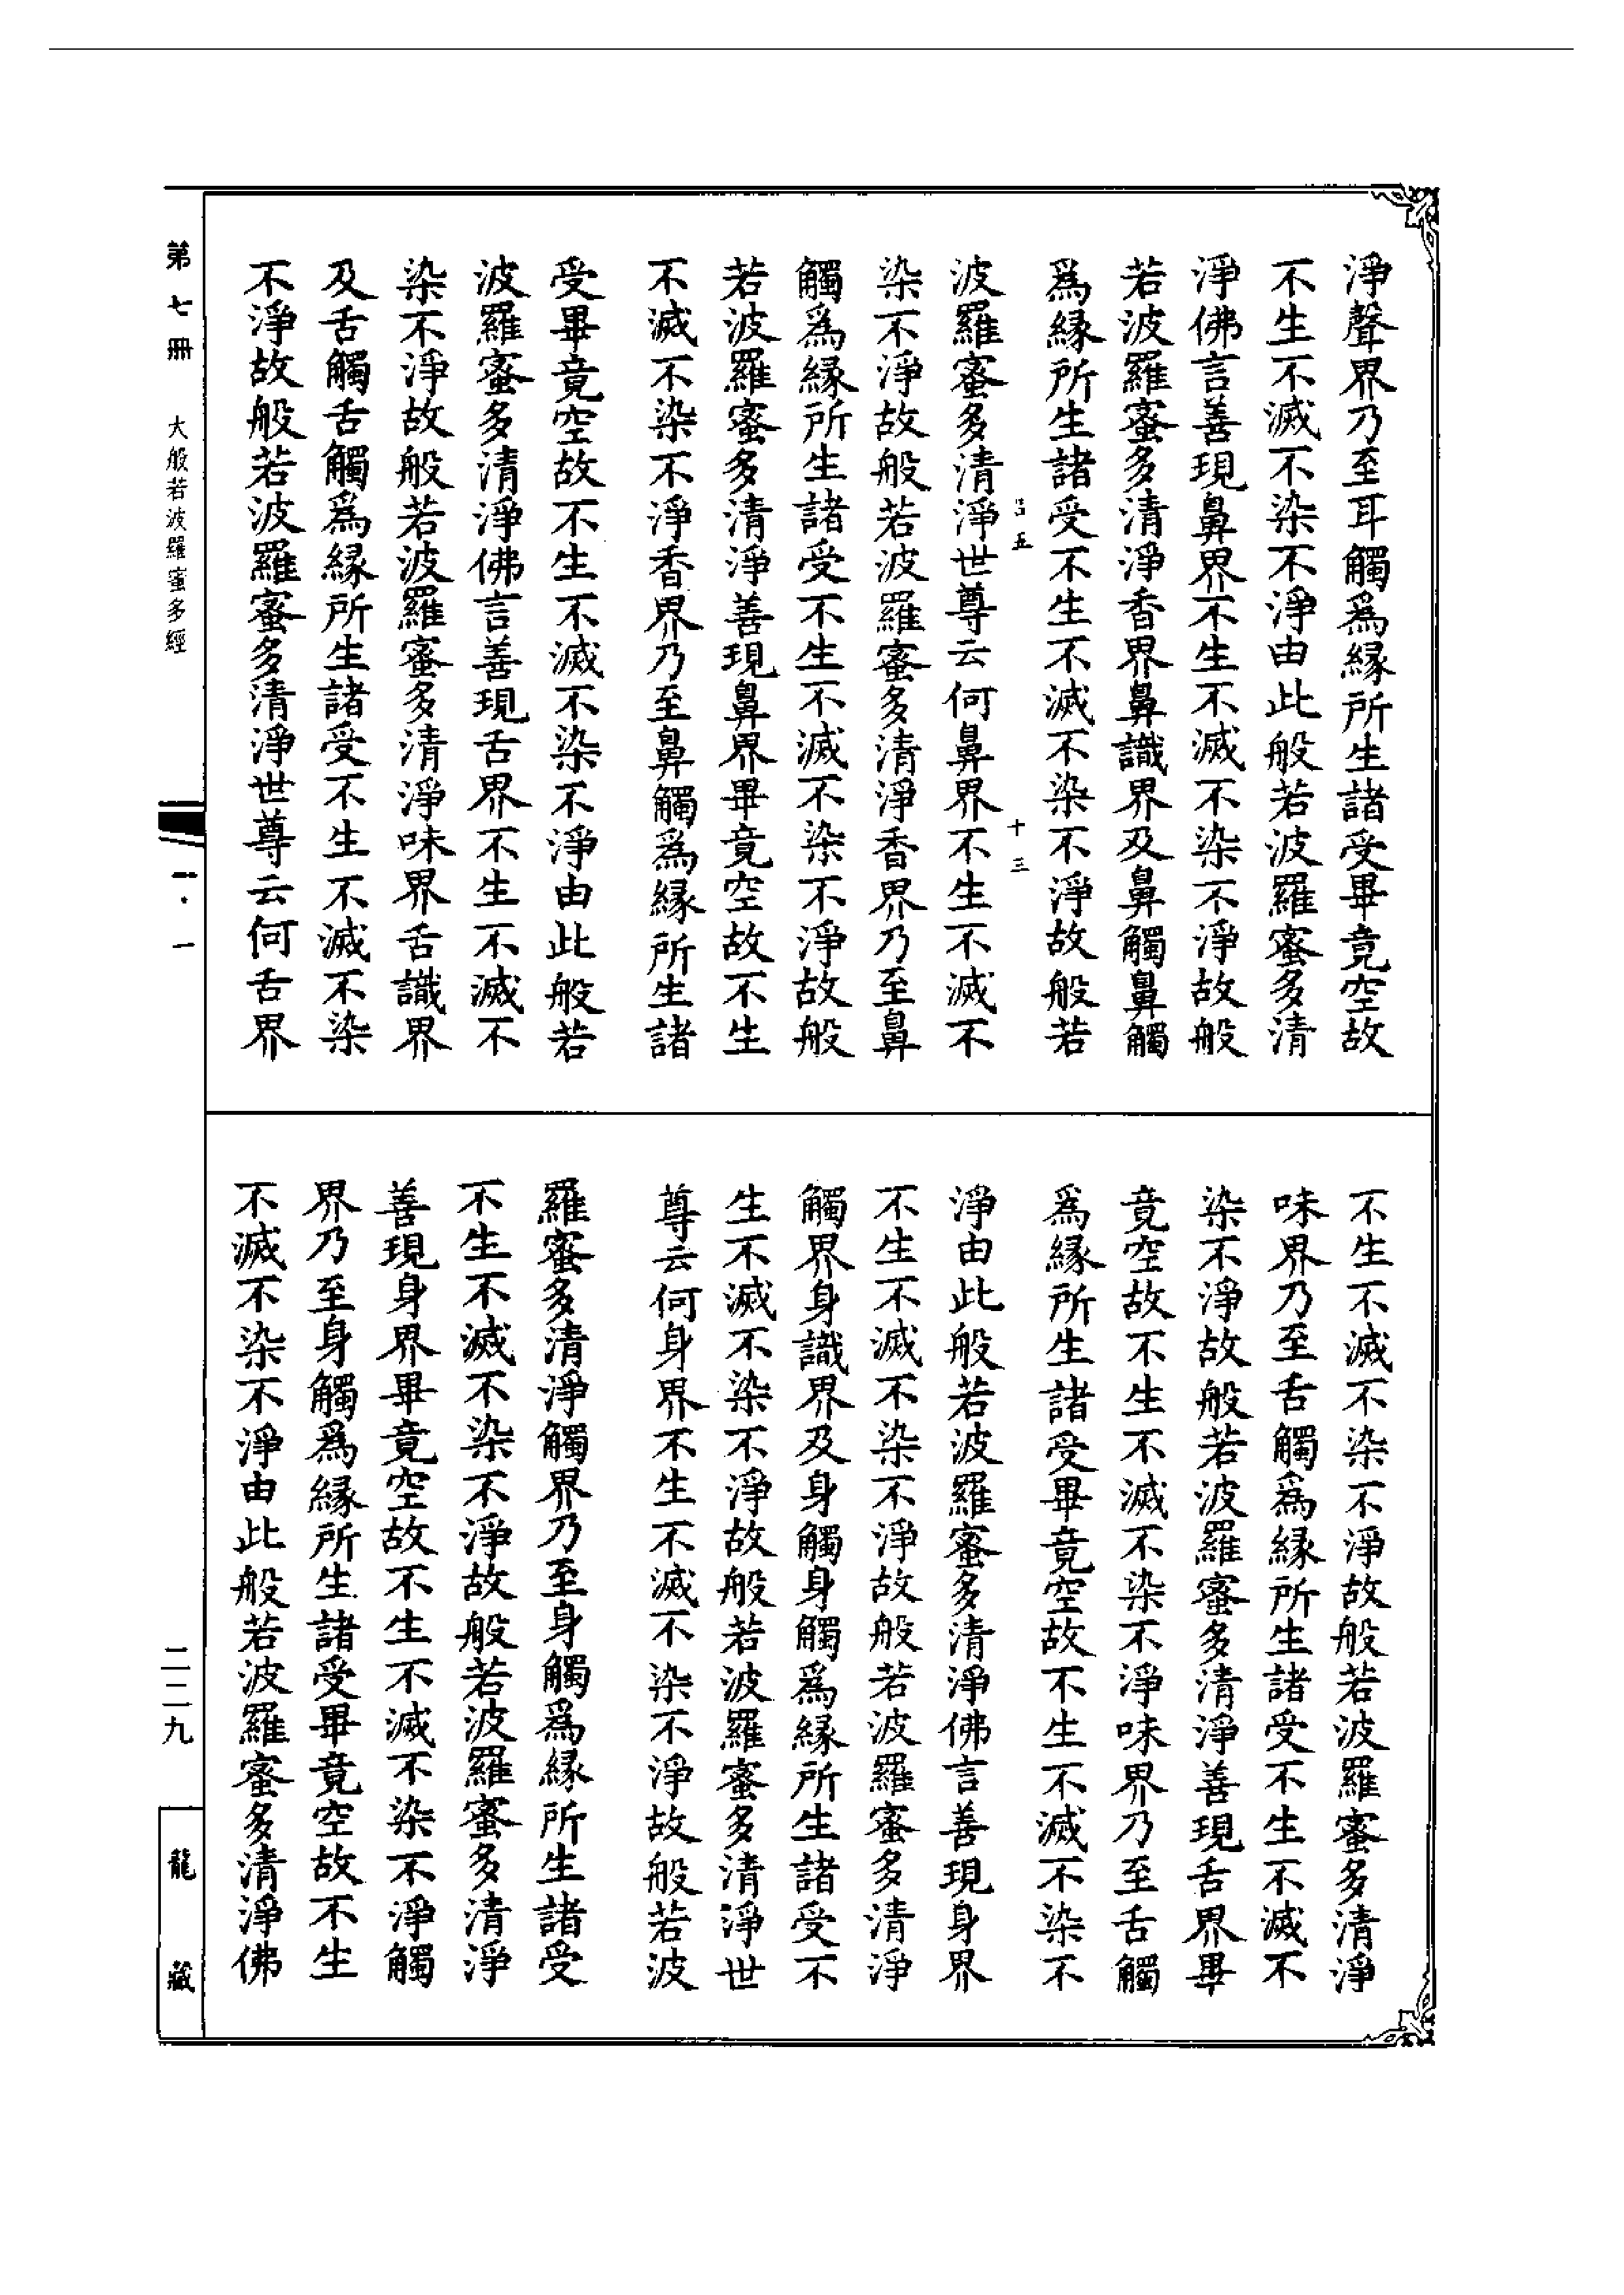 淨聲界乃至耳觸爲緣所生諸受畢竟空故
不生不滅不染不淨由此般若波羅蜜多清
淨佛言善現鼻界不生不滅不染不淨故般
若波羅蜜多清淨香界鼻識界及鼻觸鼻觸
爲緣所生諸受不生不滅不染不淨故般若
五
十三
波羅蜜多清淨世尊云何鼻界不生不滅不
染不淨故般若波羅蜜多清淨香界乃至鼻
觸爲緣所生諸受不生不滅不染不淨故般
若波羅蜜多清淨善現鼻界畢竟空故不生
不滅不染不淨香界乃至鼻觸爲緣所生諸
受畢竟空故不生不滅不染不淨由此般若
波羅蜜多清淨佛言善現舌界不生不滅不
染不淨故般若波羅蜜多清淨味界舌識界
及舌觸舌觸爲緣所生諸受不生不滅不染
不淨故般若波羅蜜多清淨世尊云何舌界
不生不滅不染不淨故般若波羅蜜多清淨
味界乃至舌觸爲緣所生諸受不生不滅不
染不淨故般若波羅蜜多清淨善現舌界畢
竟空故不生不滅不染不淨味界乃至舌觸
爲緣所生諸受畢竟空故不生不滅不染不
淨由此般若波羅蜜多清淨佛言善現身界
不生不滅不染不淨故般若波羅蜜多清淨
觸界身識界及身觸身觸爲緣所生諸受不
生不滅不染不淨故般若波羅蜜多清淨世
尊云何身界不生不滅不染不淨故般若波
羅蜜多清淨觸界乃至身觸爲緣所生諸受
不生不滅不染不淨故般若波羅蜜多清淨
善現身界畢竟空故不生不滅不染不淨觸
界乃至身觸爲緣所生諸受畢竟空故不生
不滅不染不淨由此般若波羅蜜多清淨佛
第七冊 大般若波羅蜜多經
二二九
龍藏